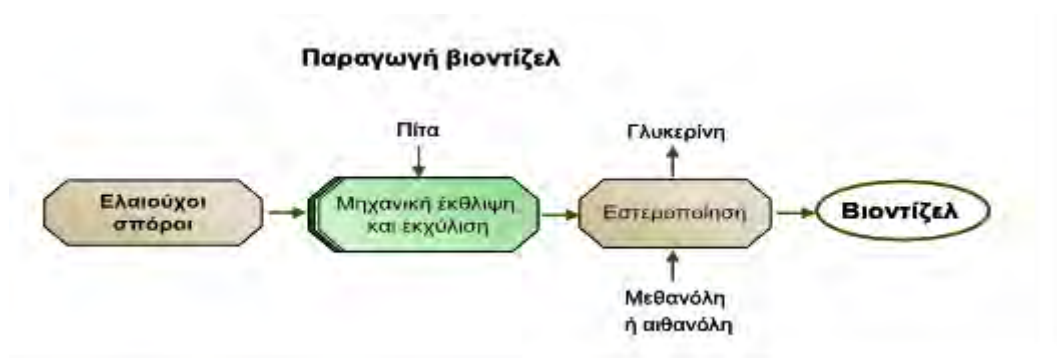 Παραγωγή βιοντίζελ
Πίτα
Γλυκερίνη
Ελαιούχοι
σπόροι
Μηχανική έκθλιψη
και εκχύλιση
Εστεροποίηση
Βιοντίζελ
Μεθανόλη
ή αιθανόλη